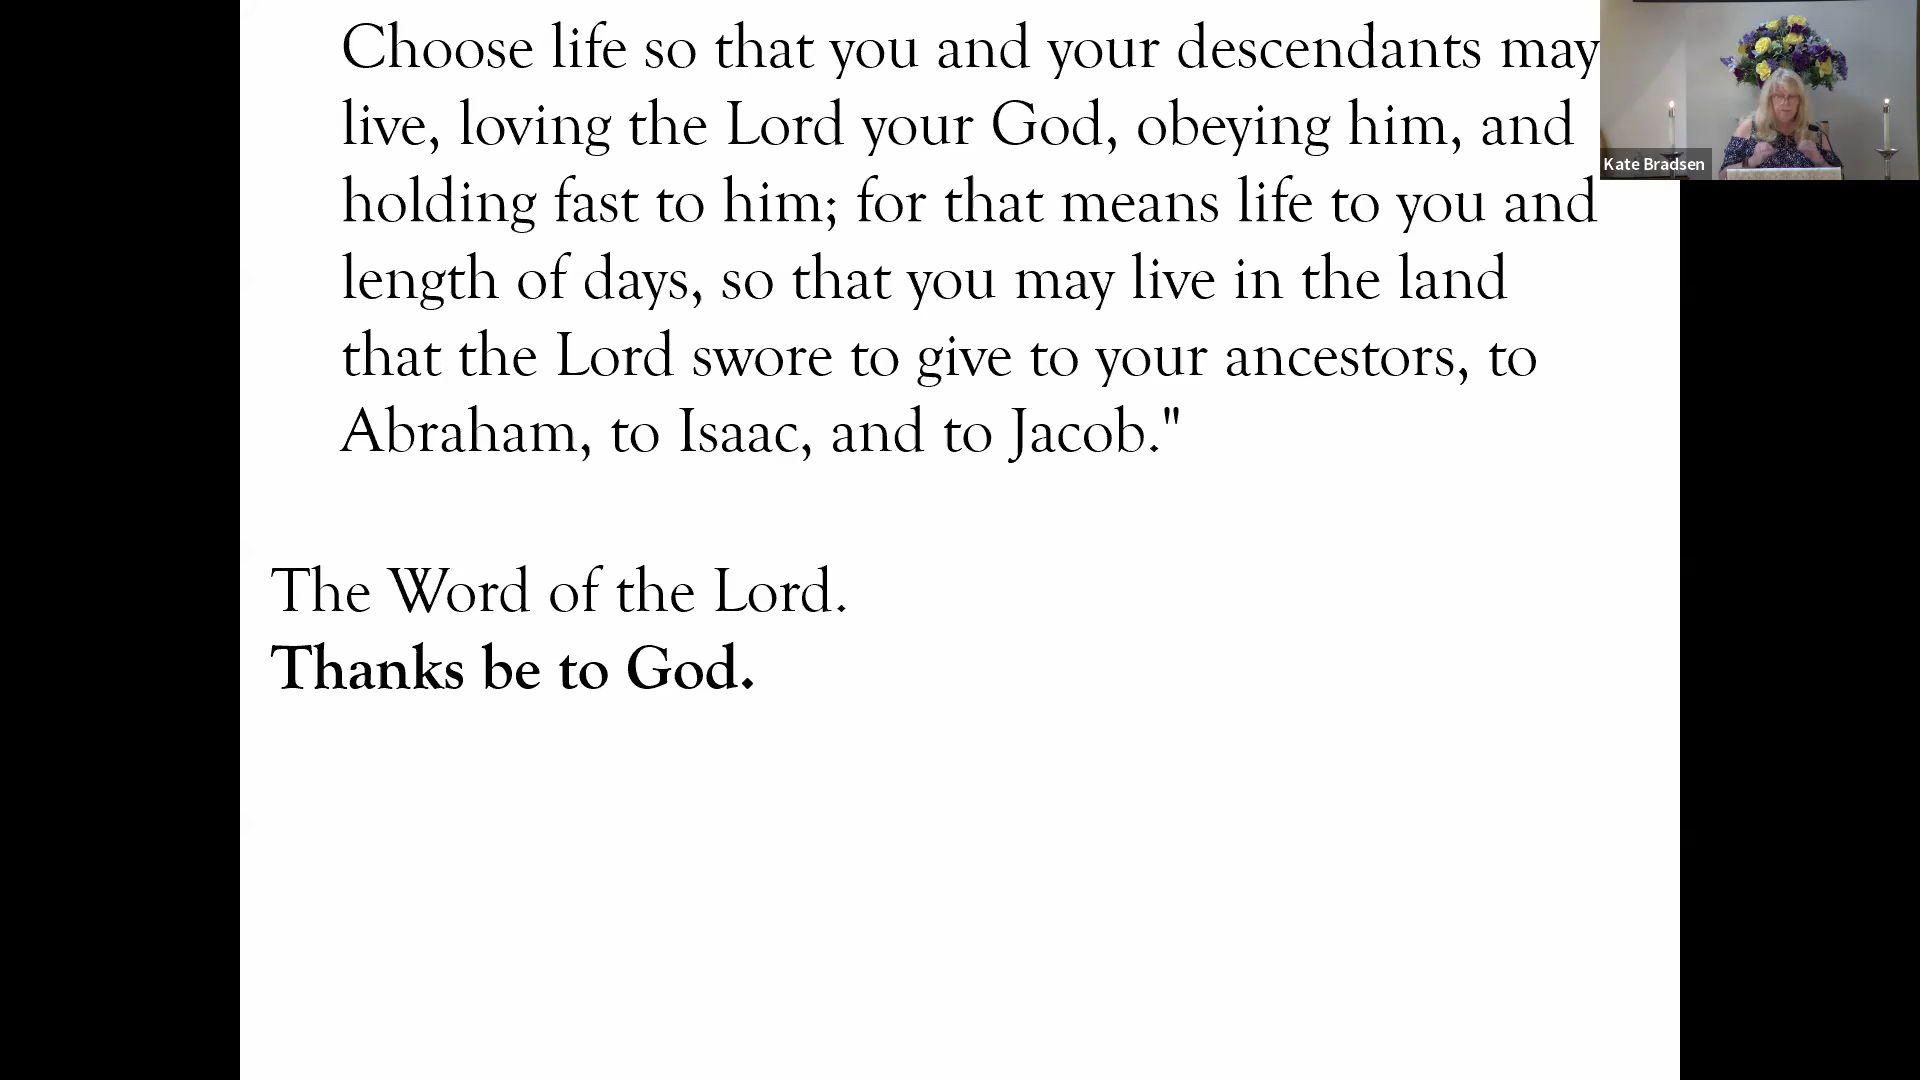 Choose life so that you and your descendants may
live, loving the Lord your God, obeying him, and
holding fast to him; for that means life to you and
length of days, so that you may live in the land
that the Lord swore to give to your ancestors, to
Abraham, to Isaac, and to Jacob."
The Word of the Lord.
Thanks be to God.
Kate Bradsen